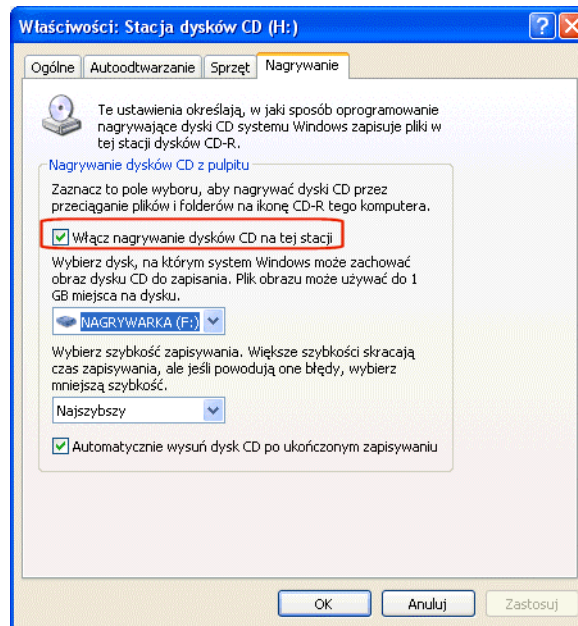 Właściwości: Stacja dysków CD (H:)
Ogólne Autoodtwarzanie Sprzęt Nagrywanie
Te ustawienia określają, w jaki sposób oprogramowanie
nagrywające dyski CD systemu Windows zapisuje pliki w
tej stacji dysków CD-R.
Nagrywanie dysków CD z pulpitu
Zaznacz to pole wyboru, aby nagrywać dyski CD przez
przeciąganie plików i folderów na ikonę CD-R tego komputera.
Włącz nagrywanie dysków CD na tej stacji
Wybierz dysk, na którym system Windows może zachować
obraz dysku CD do zapisania. Plik obrazu może używać do 1
GB miejsca na dysku.
NAGRYWARKA (F:)
Wybierz szybkość zapisywania. Większe szybkości skracają
czas zapisywania, ale jeśli powodują one błędy, wybierz
mniejszą szybkość.
Najszybszy
Automatycznie wysuń dysk CD po ukończonym zapisywaniu
OK Anuluj Zastosuj